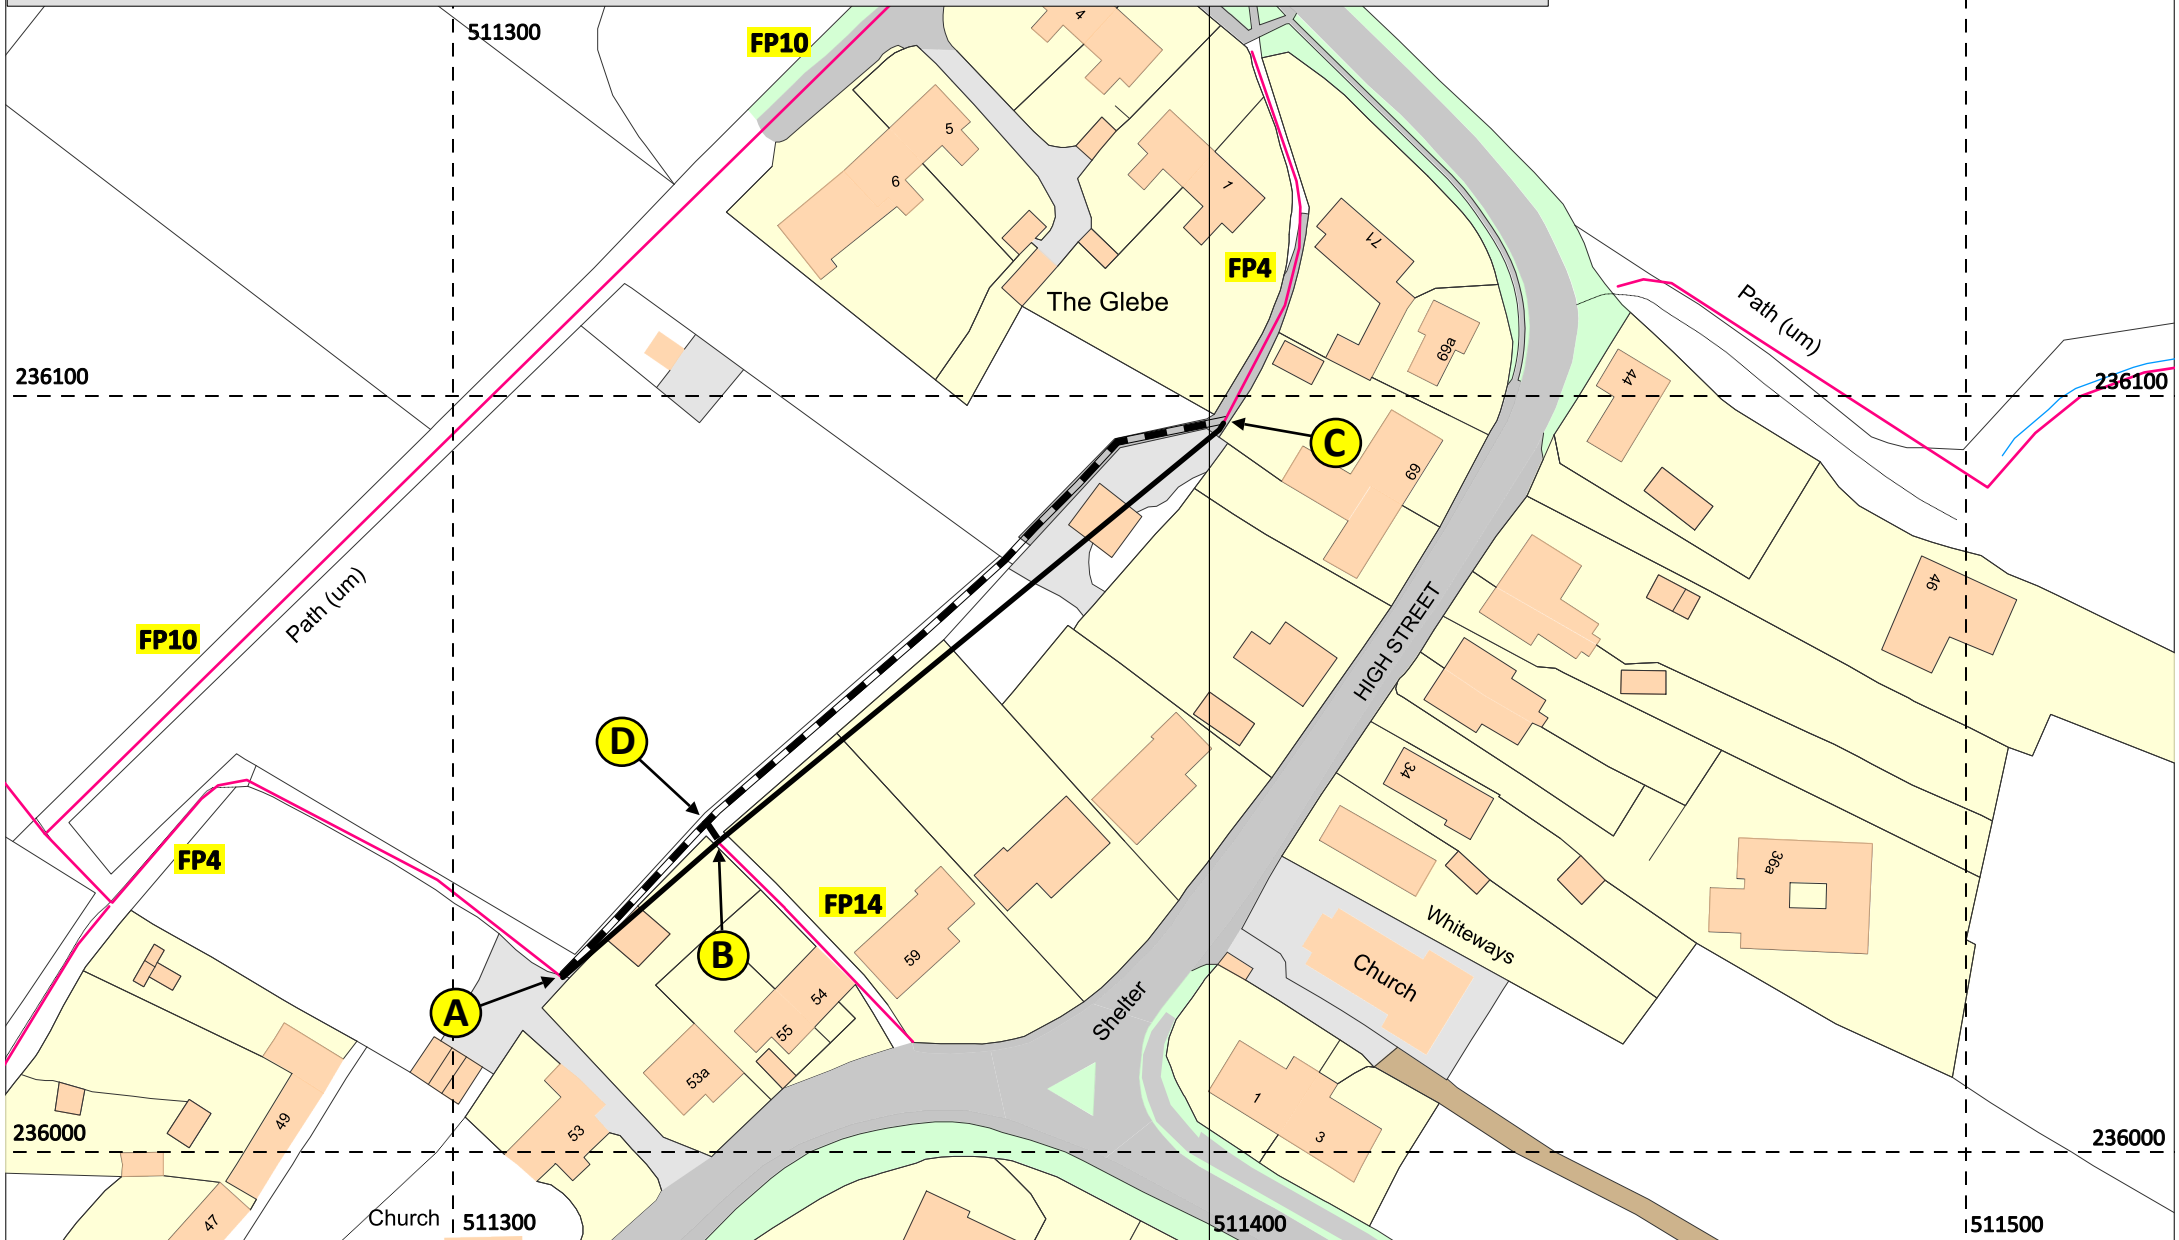 511300
FP10
4
5
6
1
FP4
71
The Glebe
Path (um)
69a
44
236100
236100
C
69
46
FP10
Path (um)
HIGH STREET
D
34
36a
FP4
FP14
B
59
Whiteways
Church
A
54
55
Shelter
53a
49
53
1
3
236000
236000
47
Church
511300
511400
511500